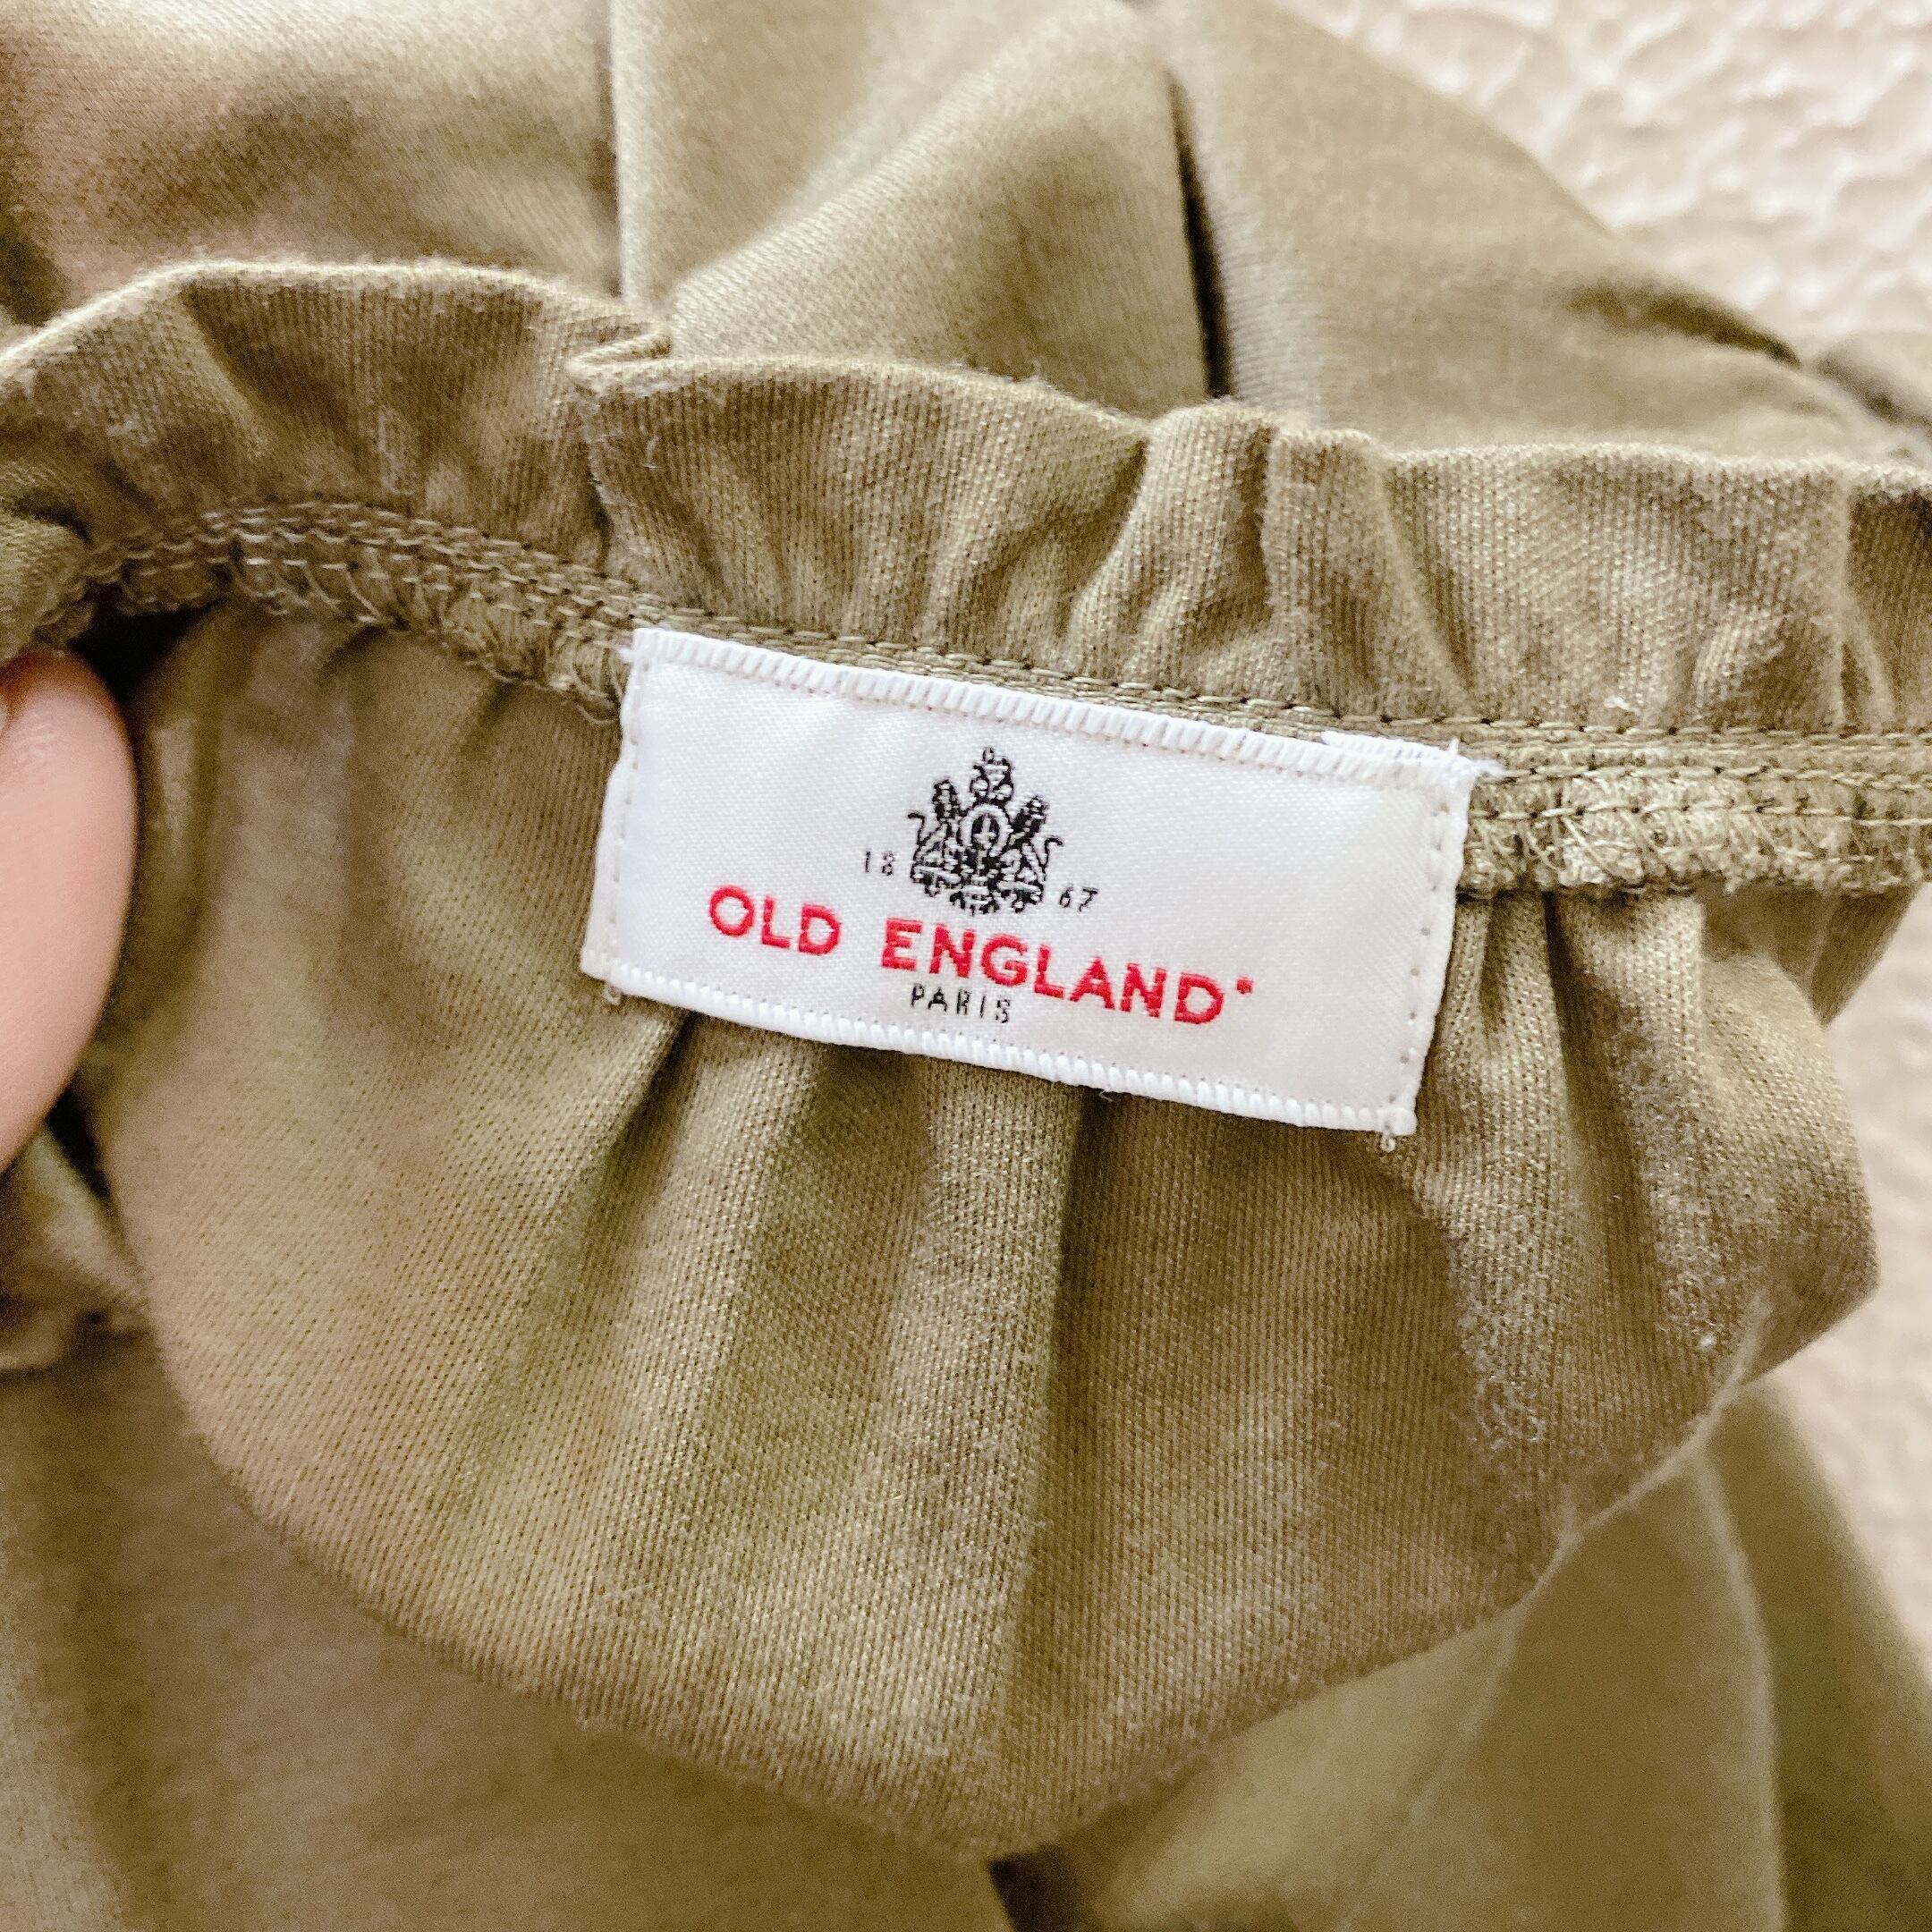 18 67
OLD ENGLAND
PARIS